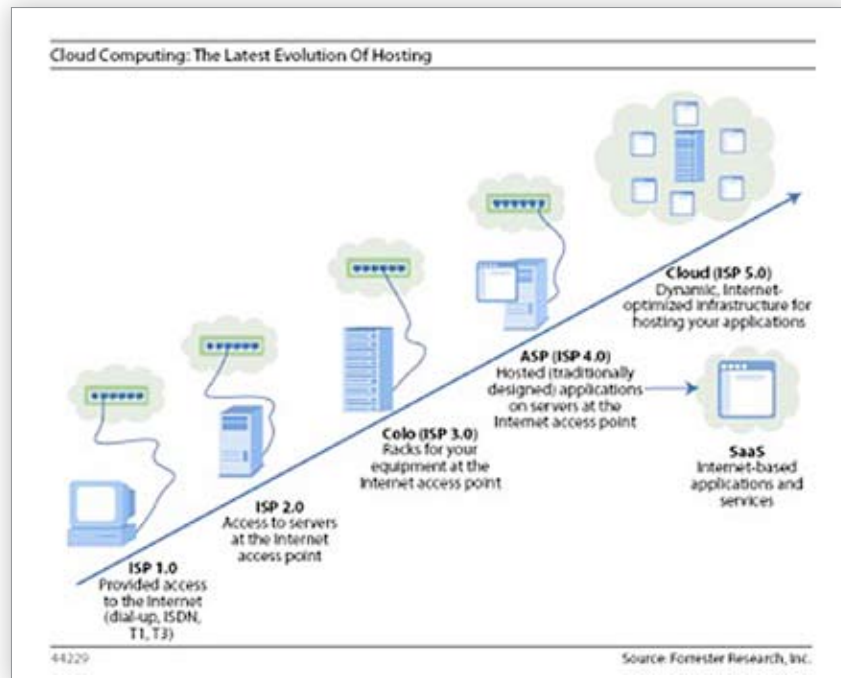 Cloud Computing: The Latest Evolution Of Hosting
Cloud (ISP 5.0)
Dynamic, Internet-
optimized infrastructure for
hosting your applications
ASP (ISP 4.0)
Hosted (traditionally
designed) applications
on servers at the
Internet access point
SaaS
Internet-based
applications and
services
Colo (ISP 3.0)
Racks for your
equipment at the
Internet access point
ISP 2.0
Access to servers
at the Internet
access point
ISP 1.0
Provided access
to the Internet
(dial-up, ISDN,
T1, T3)
44229
Source: Forrester Research, Inc.